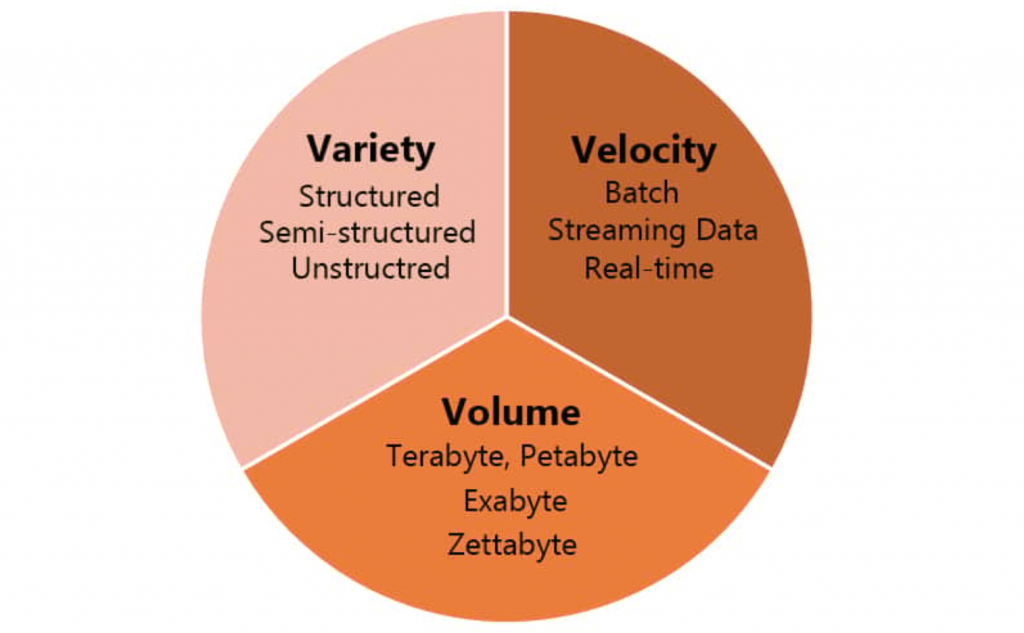 Variety
Structured
Semi-structured
Unstructred
Velocity
Batch
Streaming Data
Real-time
Volume
Terabyte, Petabyte
Exabyte
Zettabyte